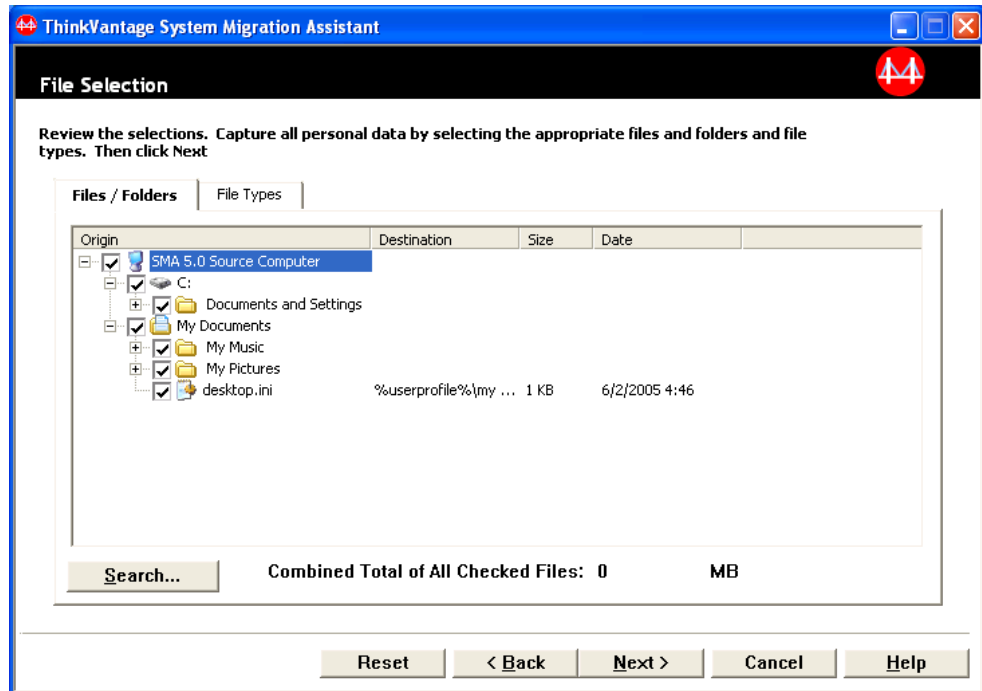 ThinkVantage System Migration Assistant
File Selection
Review the selections. Capture all personal data by selecting the appropriate files and folders and file
types. Then click Next
Files / Folders File Types
Origin Destination Size Date
SMA 5.0 Source Computer
C:
Documents and Settings
My Documents
My Music
My Pictures
desktop.ini %userprofile%\my ... 1 KB 6/2/2005 4:46
Search... Combined Total of All Checked Files: 0 MB
Reset < Back Next > Cancel Help